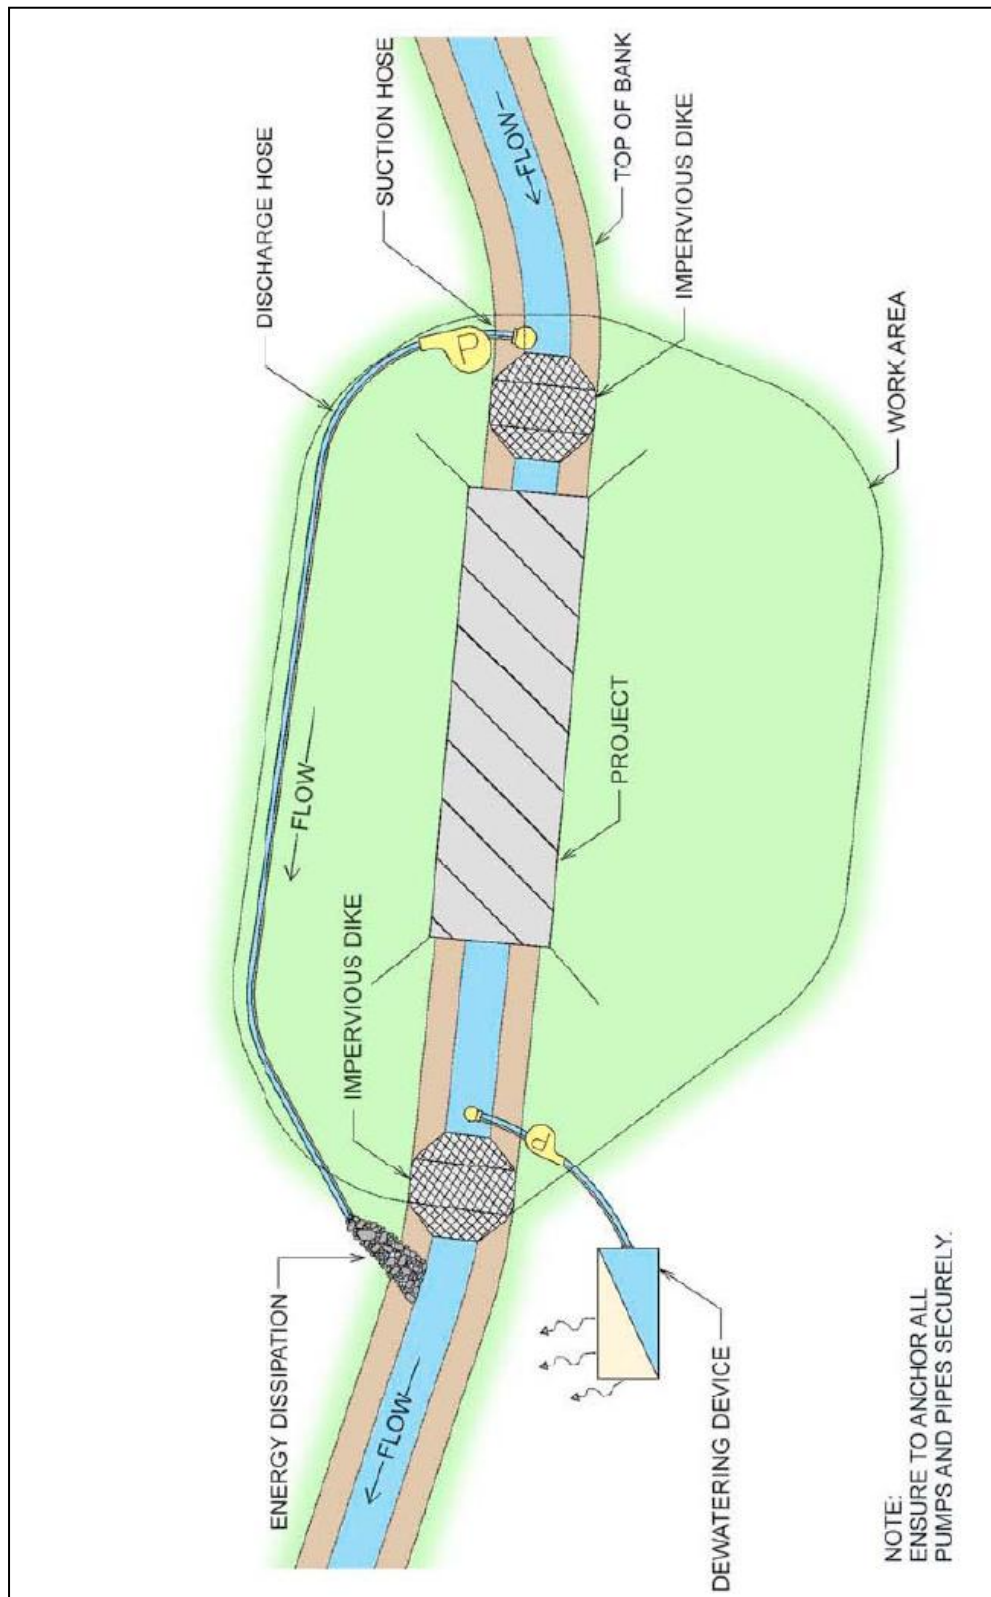 DISCHARGE HOSE
SUCTION HOSE
FLOW
TOP OF BANK
IMPERVIOUS DIKE
P
WORK AREA
FLOW
PROJECT
IMPERVIOUS DIKE
P
ENERGY DISSIPATION
FLOW
DEWATERING DEVICE
NOTE:
ENSURE TO ANCHOR ALL
PUMPS AND PIPES SECURELY.